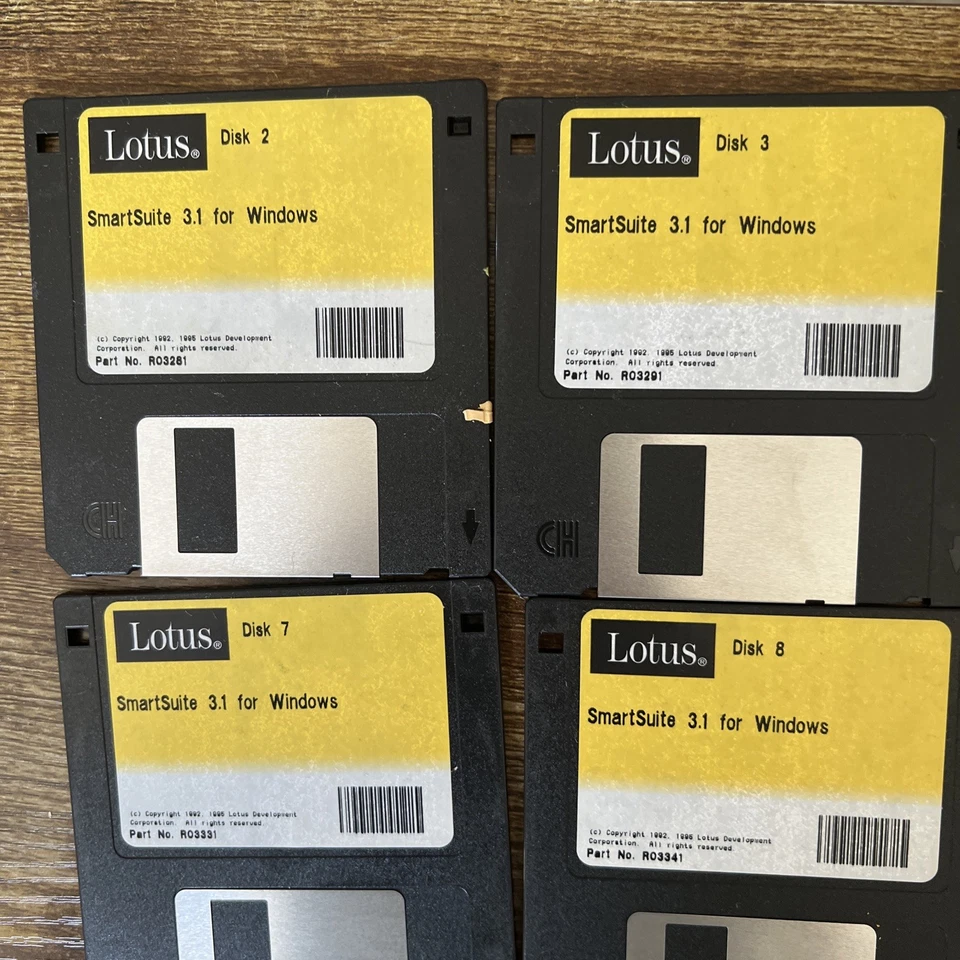 Lotus® Disk 2
SmartSuite 3.1 for Windows
(c) Copyright 1992, 1995 Lotus Development
Corporation. All rights reserved.
Part No. R03281
CH
Lotus® Disk 3
SmartSuite 3.1 for Windows
(c) Copyright 1992, 1995 Lotus Development
Corporation. All rights reserved.
Part No. R03291
CH
Lotus® Disk 7
SmartSuite 3.1 for Windows
(c) Copyright 1992, 1995 Lotus Development
Corporation. All rights reserved.
Part No. R03331
Lotus® Disk 8
SmartSuite 3.1 for Windows
(c) Copyright 1992, 1995 Lotus Development
Corporation. All rights reserved.
Part No. R03341